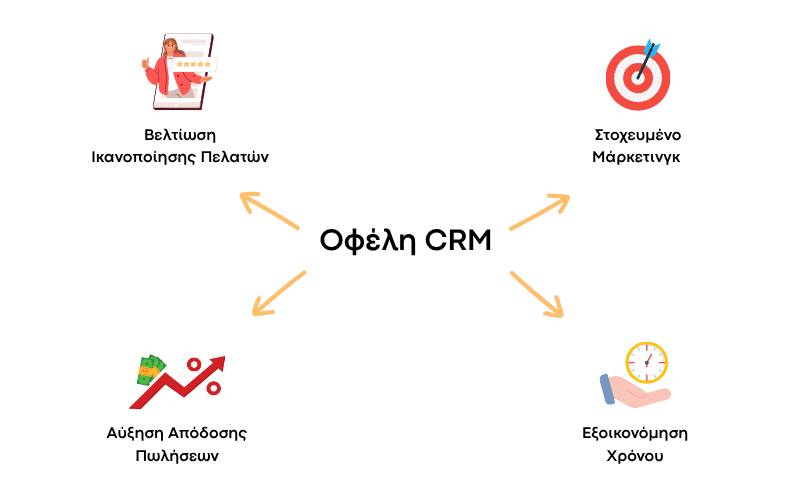 Βελτίωση
Ικανοποίησης Πελατών
Στοχευμένο
Μάρκετινγκ
Οφέλη CRM
Αύξηση Απόδοσης
Πωλήσεων
Εξοικονόμηση
Χρόνου